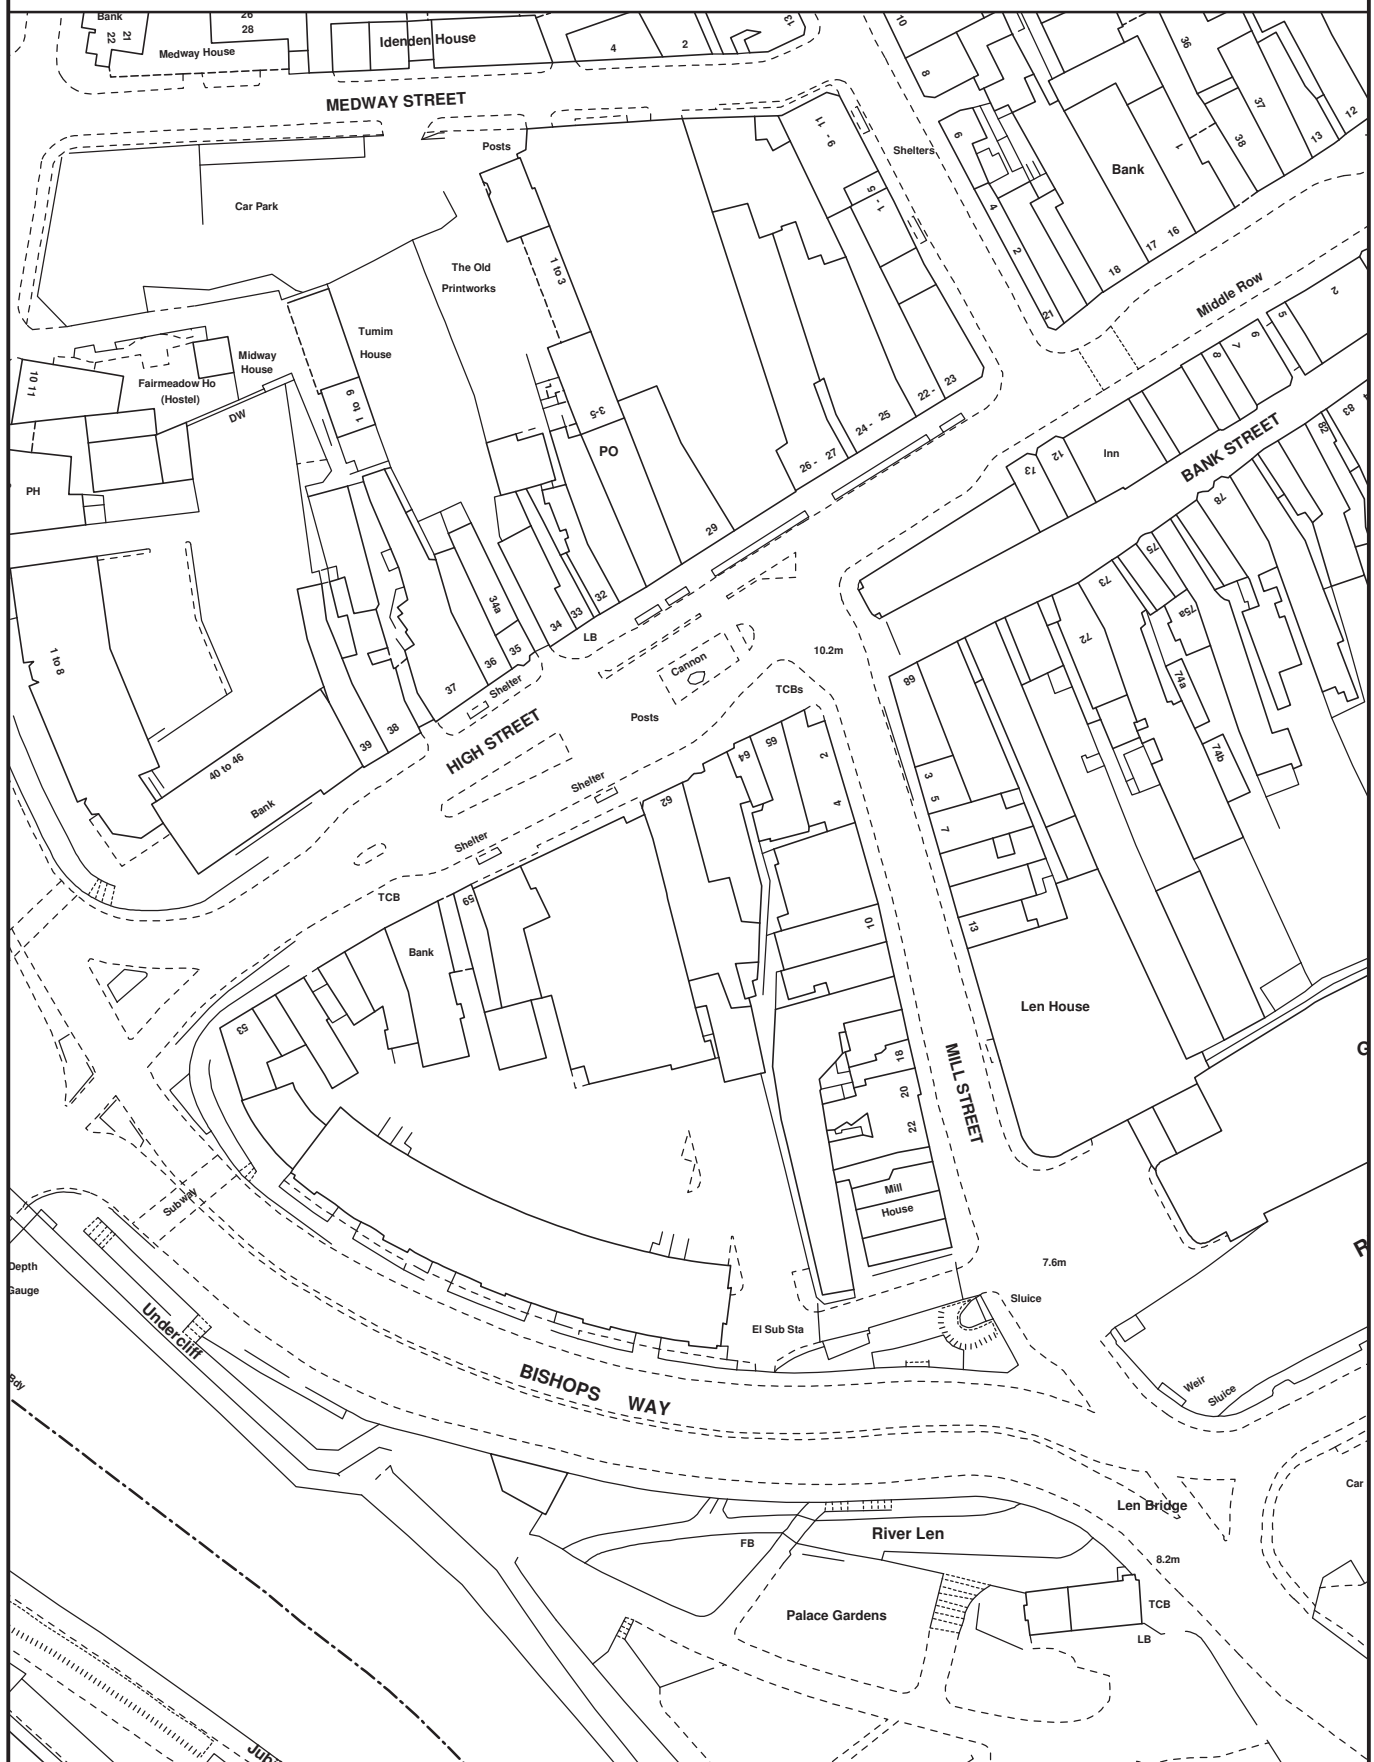 Bank
21
22
26
28
Medway House
Idenden House
4
2
13
10
8
36
37
38
12
13
MEDWAY STREET
Posts
Car Park
9 - 11
Shelters
1 - 5
6
4
2
21
Bank
1
17 16
18
Middle Row
The Old
Printworks
1 to 3
Tumim
House
Midway
House
Fairmeadow Ho
(Hostel)
DW
10 11
1 to 9
3-5
PO
PH
22 - 23
24 - 25
26 - 27
29
2
5
6
7
8
Inn
12
73
BANK STREET
83
82
78
75
75a
73
72
74a
74b
68
34a
32
33
34
LB
35
36
37
38
39
Shelter
1 to 8
40 to 46
Bank
HIGH STREET
Cannon
Posts
10.2m
TCBs
Shelter
Shelter
TCB
59
62
64
65
2
4
3
5
7
10
13
Bank
53
Len House
MILL STREET
18
20
22
Mill
House
G
R
7.6m
Sluice
El Sub Sta
Subway
Depth
Gauge
Undercliff
Bdy
BISHOPS WAY
Weir
Sluice
Len Bridge
Car
River Len
FB
8.2m
Palace Gardens
TCB
LB
Jub